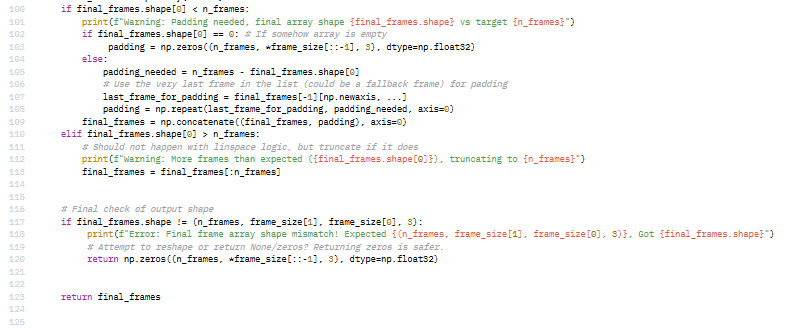 100 if final_frames.shape[0] < n_frames:
101 print(f"Warning: Padding needed, final array shape {final_frames.shape} vs target {n_frames}")
102 if final_frames.shape[0] == 0: # If somehow array is empty
103 padding = np.zeros((n_frames, *frame_size[::-1], 3), dtype=np.float32)
104 else:
105 padding_needed = n_frames - final_frames.shape[0]
106 # Use the very last frame in the list (could be a fallback frame) for padding
107 last_frame_for_padding = final_frames[-1][np.newaxis, ...]
108 padding = np.repeat(last_frame_for_padding, padding_needed, axis=0)
109 final_frames = np.concatenate((final_frames, padding), axis=0)
110 elif final_frames.shape[0] > n_frames:
111 # Should not happen with linspace logic, but truncate if it does
112 print(f"Warning: More frames than expected ({final_frames.shape[0]}), truncating to {n_frames}")
113 final_frames = final_frames[:n_frames]
114
115
116 # Final check of output shape
117 if final_frames.shape != (n_frames, frame_size[1], frame_size[0], 3):
118 print(f"Error: Final frame array shape mismatch! Expected {(n_frames, frame_size[1], frame_size[0], 3)}, Got {final_frames.shape}")
119 # Attempt to reshape or return None/zeros? Returning zeros is safer.
120 return np.zeros((n_frames, *frame_size[::-1], 3), dtype=np.float32)
121
122
123 return final_frames
124
125